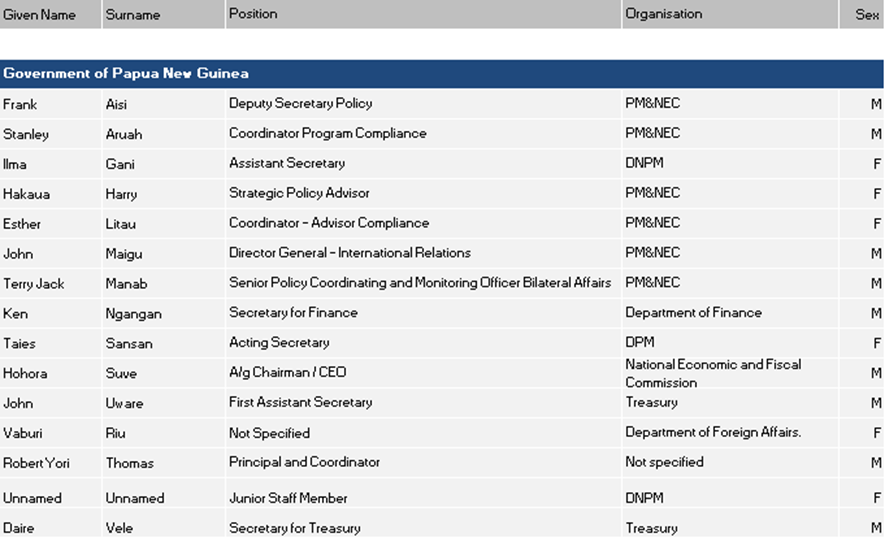 Given Name Surname Position Organisation Sex
Government of Papua New Guinea
Frank Aisi Deputy Secretary Policy PM&NEC M
Stanley Aruah Coordinator Program Compliance PM&NEC M
Ilma Gani Assistant Secretary DNPM F
Hakaua Harry Strategic Policy Advisor PM&NEC F
Esther Litau Coordinator - Advisor Compliance PM&NEC F
John Maigu Director General - International Relations PM&NEC M
Terry Jack Manab Senior Policy Coordinating and Monitoring Officer Bilateral Affairs PM&NEC M
Ken Ngangan Secretary for Finance Department of Finance M
Taies Sansan Acting Secretary DPM F
Hohora Suve A/g Chairman / CEO National Economic and Fiscal Commission M
John Uware First Assistant Secretary Treasury M
Vaburi Riu Not Specified Department of Foreign Affairs. F
Robert Yori Thomas Principal and Coordinator Not specified M
Unnamed Unnamed Junior Staff Member DNPM F
Daire Vele Secretary for Treasury Treasury M